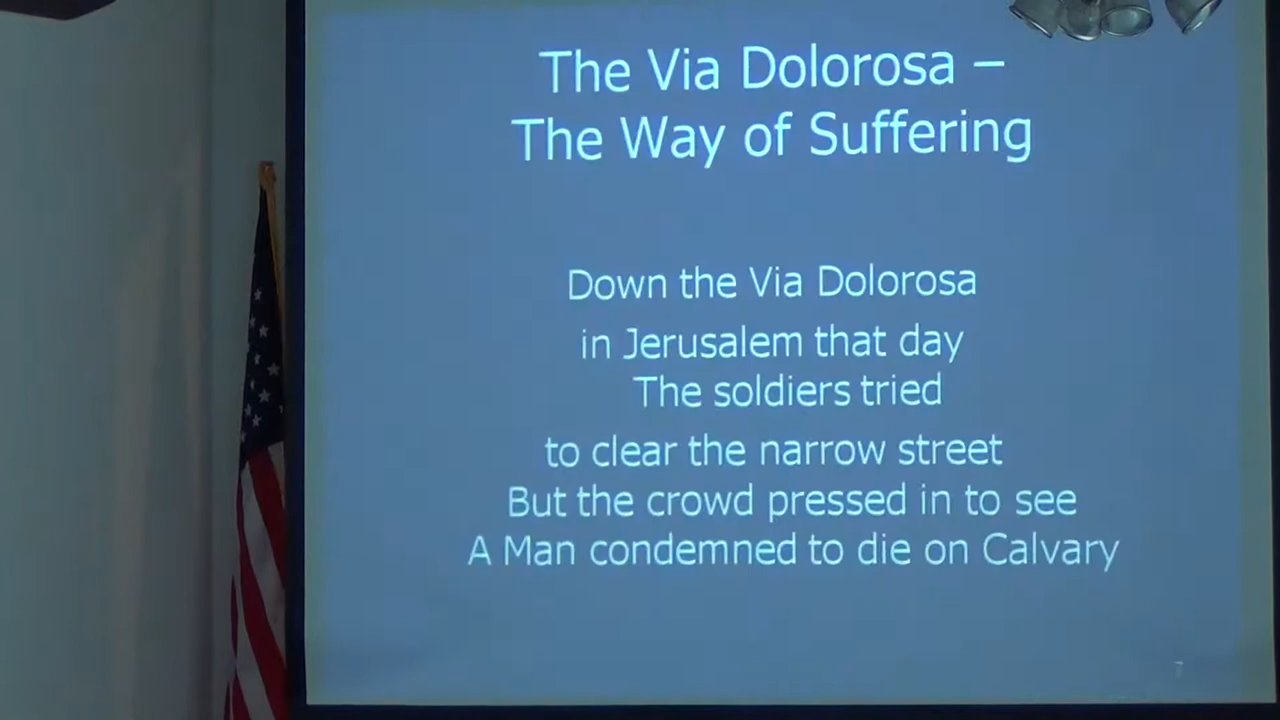 The Via Dolorosa –
The Way of Suffering
Down the Via Dolorosa
in Jerusalem that day
The soldiers tried
to clear the narrow street
But the crowd pressed in to see
A Man condemned to die on Calvary
7